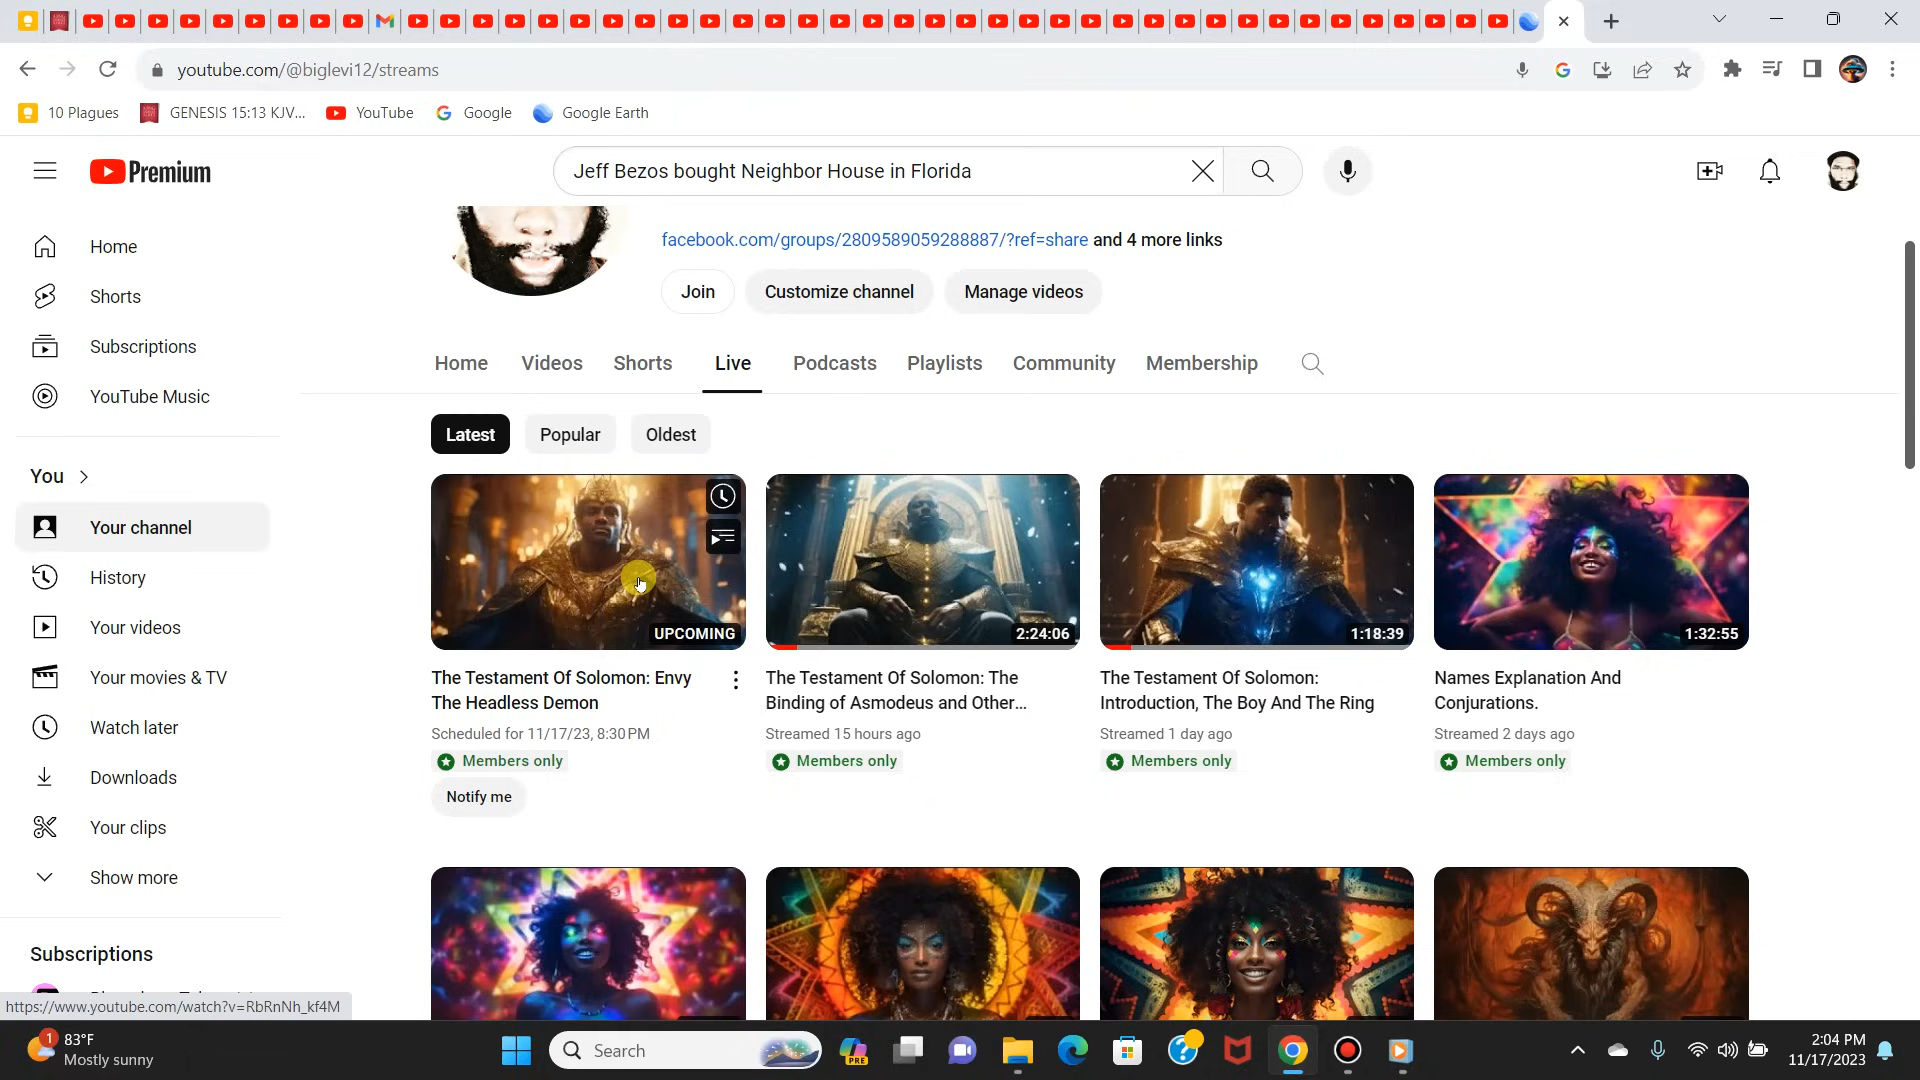 youtube.com/@biglevi12/streams
10 Plagues
GENESIS 15:13 KJV...
YouTube
Google
Google Earth
Premium
Jeff Bezos bought Neighbor House in Florida
facebook.com/groups/2809589059288887/?ref=share and 4 more links
Join
Customize channel
Manage videos
Home
Shorts
Subscriptions
YouTube Music
You
Your channel
History
Your videos
Your movies & TV
Watch later
Downloads
Your clips
Show more
Subscriptions
Home Videos Shorts Live Podcasts Playlists Community Membership
Latest Popular Oldest
UPCOMING
The Testament Of Solomon: Envy
The Headless Demon
Scheduled for 11/17/23, 8:30 PM
Members only
Notify me
2:24:06
The Testament Of Solomon: The
Binding of Asmodeus and Other...
Streamed 15 hours ago
Members only
1:18:39
The Testament Of Solomon:
Introduction, The Boy And The Ring
Streamed 1 day ago
Members only
1:32:55
Names Explanation And
Conjurations.
Streamed 2 days ago
Members only
https://www.youtube.com/watch?v=RbRnNh_kf4M
1
83°F
Mostly sunny
Search
PRE
2:04 PM
11/17/2023